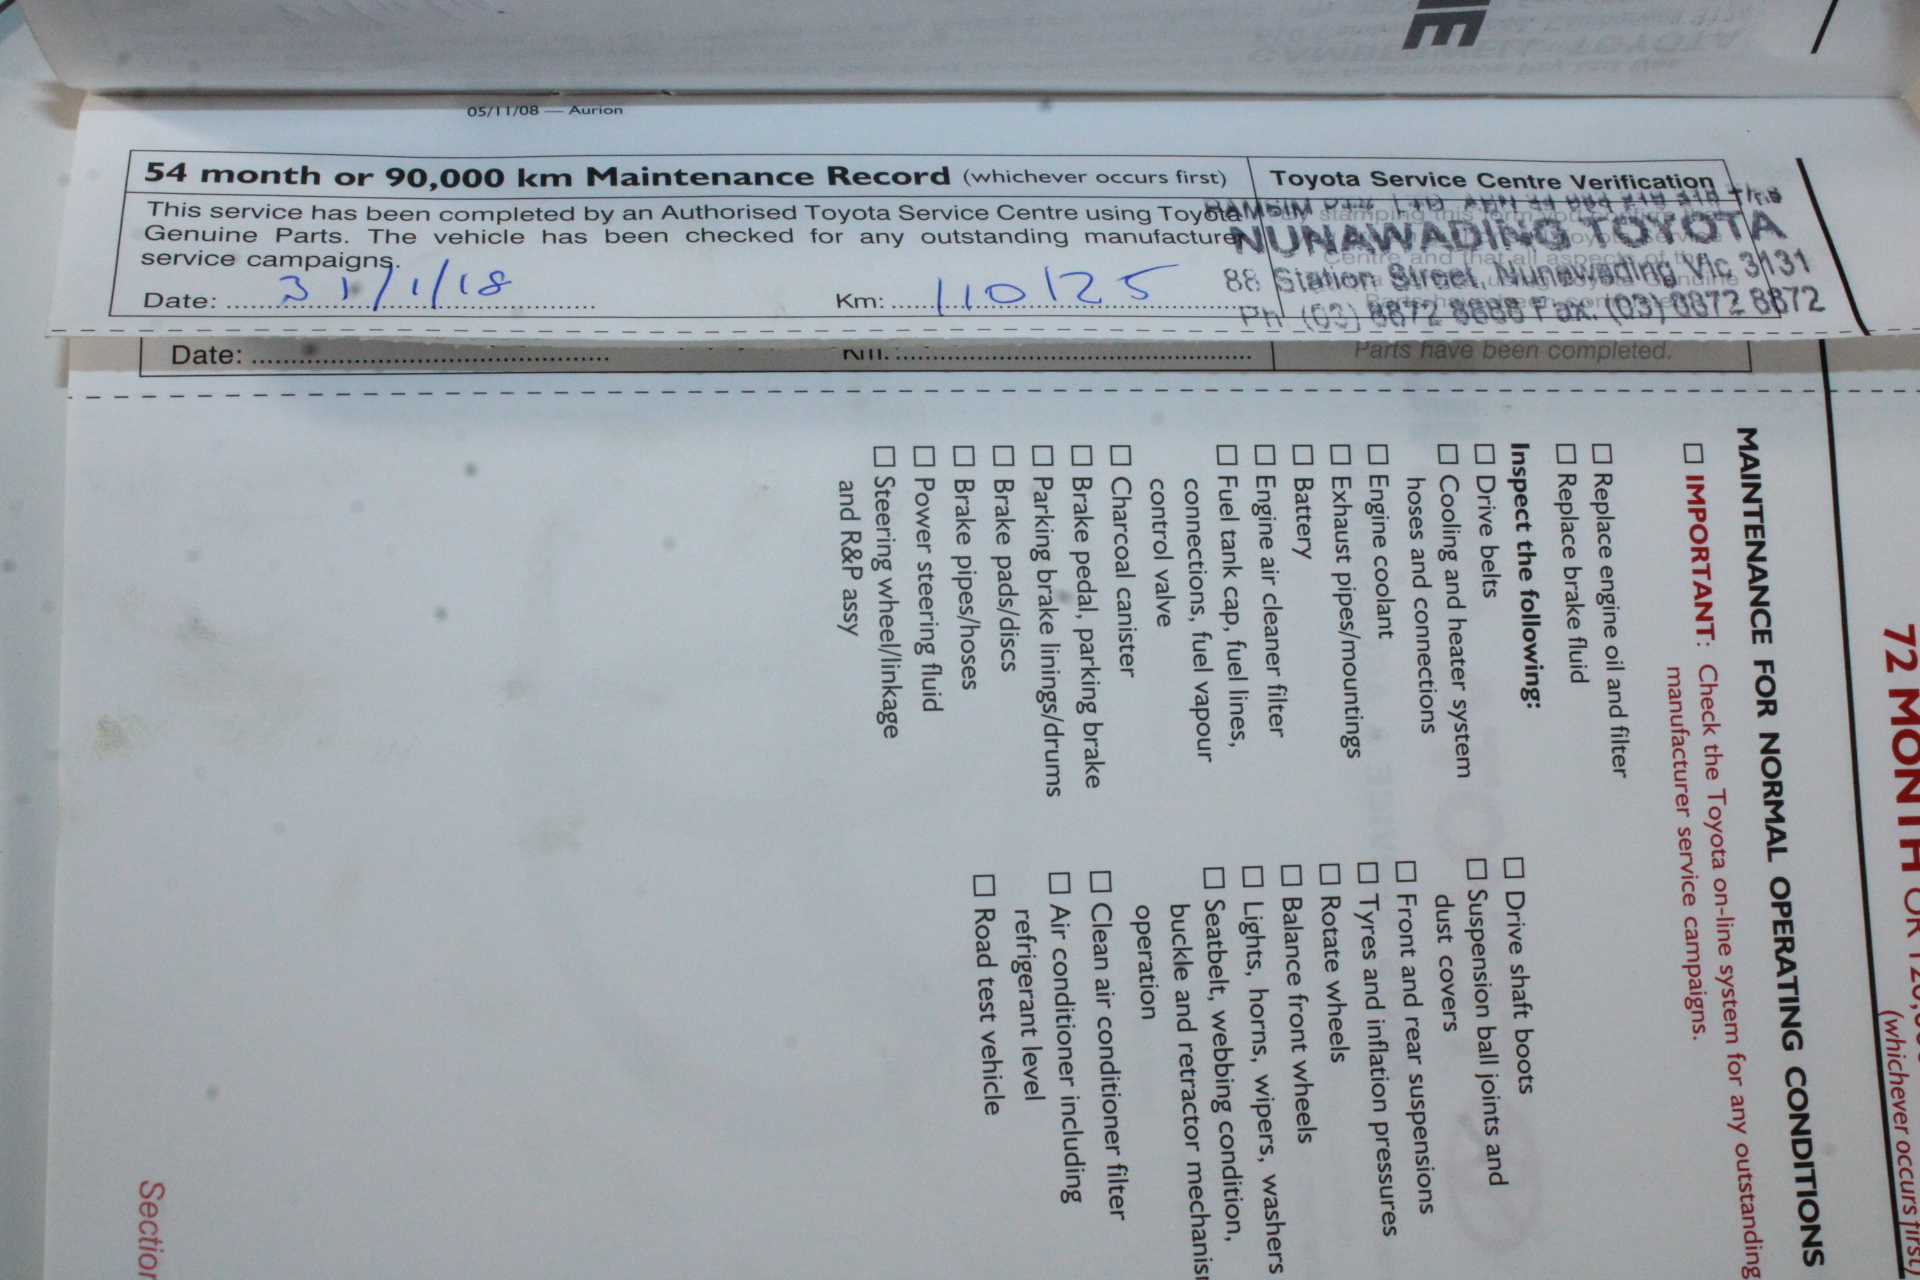 05/11/08 — Aurion
54 month or 90,000 km Maintenance Record (whichever occurs first)
This service has been completed by an Authorised Toyota Service Centre using Toyota
Genuine Parts. The vehicle has been checked for any outstanding manufacturer
service campaigns.
Date: 31/1/18
Km: 110125
Toyota Service Centre Verification
NUNAWADING TOYOTA
88 Station Street, Nunawading Vic 3131
Ph (03) 8872 8888 Fax: (03) 8872 8872
Date:
Parts have been completed.
72 MONTH OR 120,
(whichever occurs first)
MAINTENANCE FOR NORMAL OPERATING CONDITIONS
IMPORTANT: Check the Toyota on-line system for any outstanding
manufacturer service campaigns.
Replace engine oil and filter
Replace brake fluid
Inspect the following:
Drive belts
Cooling and heater system
hoses and connections
Engine coolant
Exhaust pipes/mountings
Battery
Engine air cleaner filter
Fuel tank cap, fuel lines,
connections, fuel vapour
control valve
Charcoal canister
Brake pedal, parking brake
Parking brake linings/drums
Brake pads/discs
Brake pipes/hoses
Power steering fluid
Steering wheel/linkage
and R&P assy
Drive shaft boots
Suspension ball joints and
dust covers
Front and rear suspensions
Tyres and inflation pressures
Rotate wheels
Balance front wheels
Lights, horns, wipers, washers
Seatbelt, webbing condition,
buckle and retractor mechanis
operation
Clean air conditioner filter
Air conditioner including
refrigerant level
Road test vehicle
Section